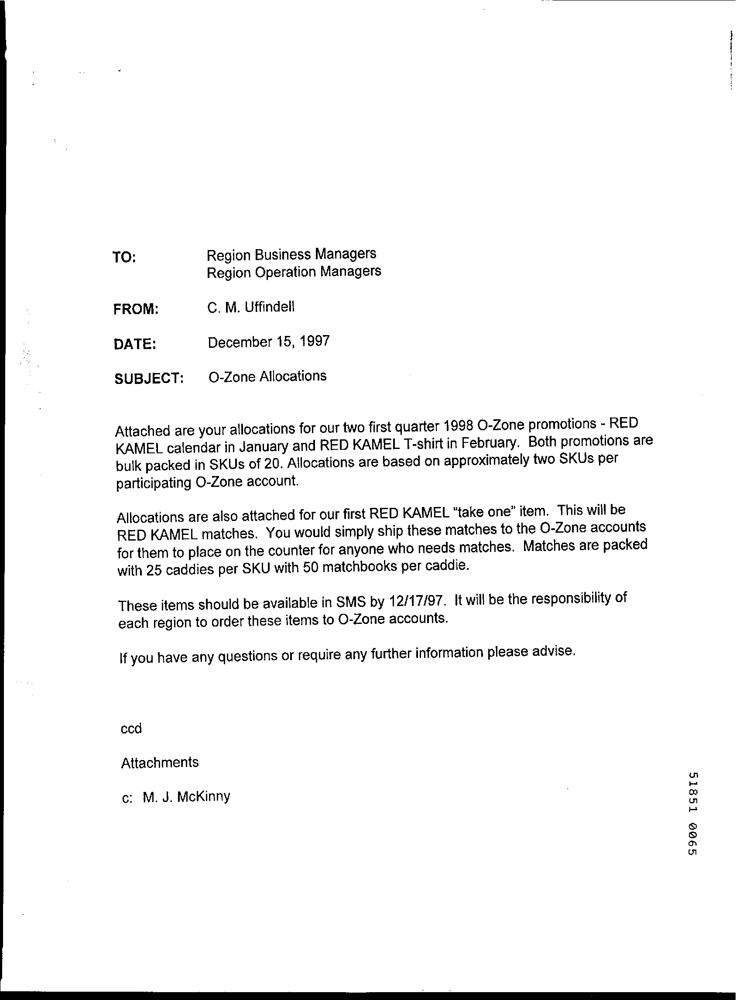 TO: Region Business Managers
Region Operation Managers
FROM: C. M. Uffindell
DATE: December 15, 1997
SUBJECT: O-Zone Allocations
Attached are your allocations for our two first quarter 1998 O-Zone promotions - RED
KAMEL calendar in January and RED KAMEL T-shirt in February. Both promotions are
bulk packed in SKUs of 20. Allocations are based on approximately two SKUs per
participating O-Zone account.
Allocations are also attached for our first RED KAMEL "take one" item. This will be
RED KAMEL matches. You would simply ship these matches to the O-Zone accounts
for them to place on the counter for anyone who needs matches. Matches are packed
with 25 caddies per SKU with 50 matchbooks per caddie.
These items should be available in SMS by 12/17/97. It will be the responsibility of
each region to order these items to O-Zone accounts.
If you have any questions or require any further information please advise.
ccd
Attachments
c: M. J. McKinny
51851 0065